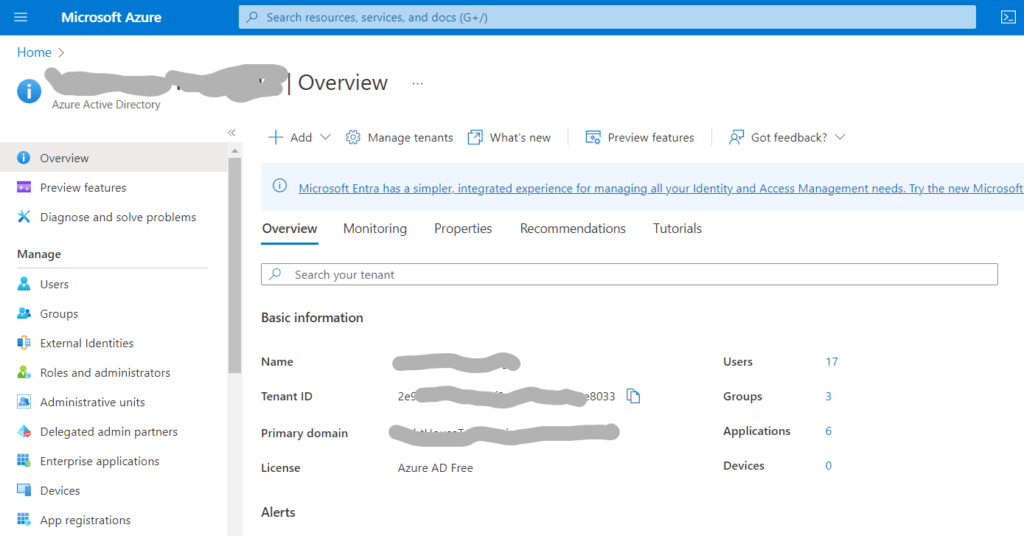 Microsoft Azure
Search resources, services, and docs (G+/)
Home
| Overview
...
Azure Active Directory
Add
Manage tenants
What's new
Preview features
Got feedback?
Overview
Preview features
Diagnose and solve problems
Manage
Users
Groups
External Identities
Roles and administrators
Administrative units
Delegated admin partners
Enterprise applications
Devices
App registrations
Microsoft Entra has a simpler, integrated experience for managing all your Identity and Access Management needs. Try the new Microsoft
Overview Monitoring Properties Recommendations Tutorials
Search your tenant
Basic information
Name
Users 17
Tenant ID 2e9 e8033
Groups 3
Primary domain
Applications 6
License Azure AD Free
Devices 0
Alerts